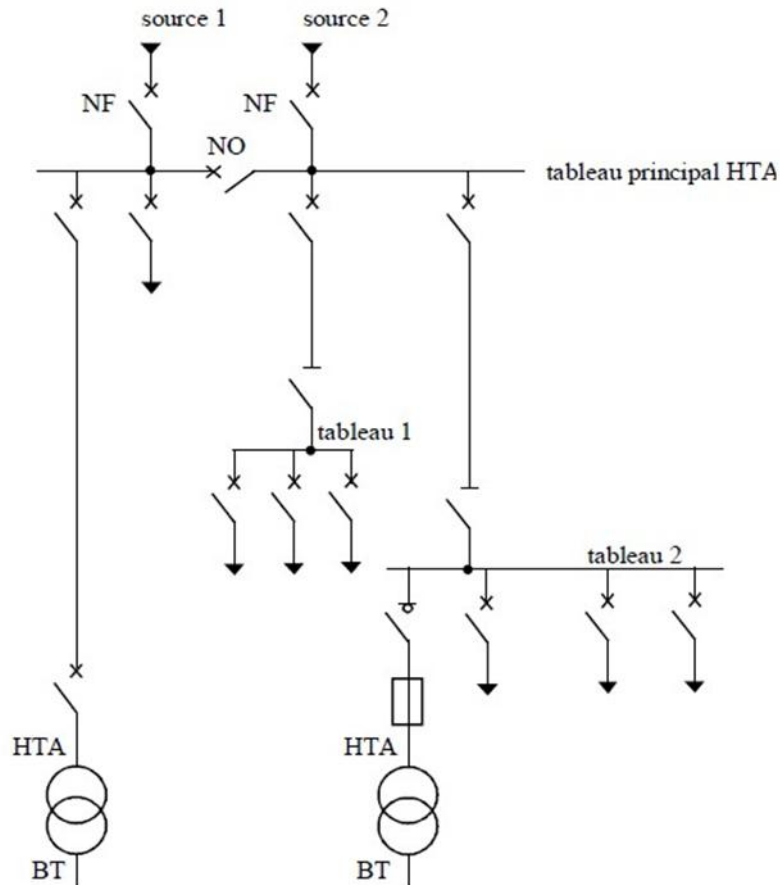 source 1
source 2
NF
NF
NO
tableau principal HTA
tableau 1
tableau 2
HTA
HTA
BT
BT